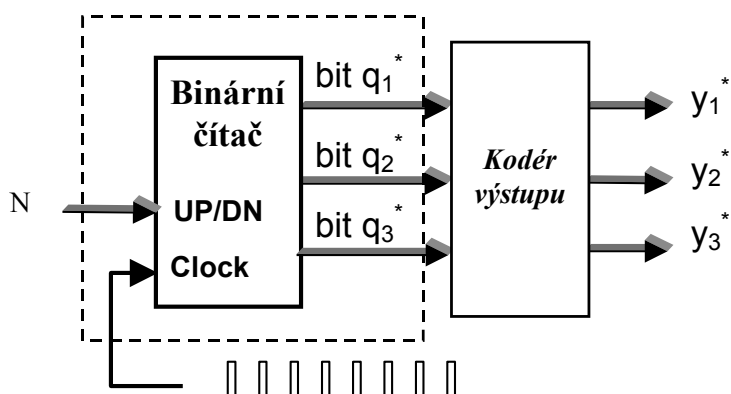 bit q₁*
Binární
čítač
bit q₂*
N
UP/DN
bit q₃*
Clock
Kodér
výstupu
y₁*
y₂*
y₃*